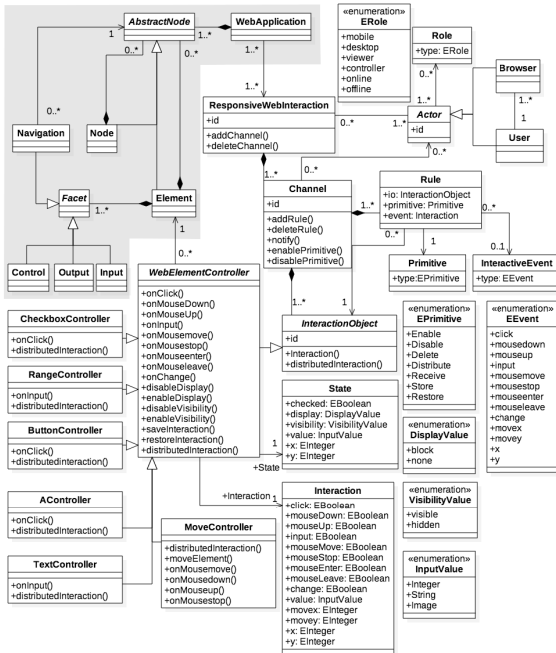 AbstractNode
WebApplication
1..*
1
1..*
0..*
0..*
0..*
1..*
Navigation
Node
Facet
1..*
Element
Control
Output
Input
1
0..*
ResponsiveWebInteraction
+id
+addChannel()
+deleteChannel()
«enumeration»
ERole
+mobile
+desktop
+viewer
+controller
+online
+offline
Role
+type: ERole
0..*
1..*
0..*
1..*
Actor
+id
0..*
Browser
1..*
1
User
1..*
0..*
Channel
+id
+addRule()
+deleteRule()
+notify()
+enablePrimitive()
+disablePrimitive()
1..*
Rule
+io: InteractionObject
+primitive: Primitive
+event: Interaction
0..*
0..*
1
0..1
Primitive
+type:EPrimitive
InteractiveEvent
+type: EEvent
1..*
1
InteractionObject
+id
+Interaction()
+distributedInteraction()
WebElementController
+onClick()
+onMouseDown()
+onMouseUp()
+onInput()
+onMousemove()
+onMousestop()
+onMouseenter()
+onMouseleave()
+onChange()
+disableDisplay()
+enableDisplay()
+disableVisibility()
+enableVisibility()
+saveInteraction()
+restoreInteraction()
+distributedInteraction()
CheckboxController
+onClick()
+distributedInteraction()
RangeController
+onInput()
+distributedInteraction()
ButtonController
+onClick()
+distributedInteraction()
AController
+onClick()
+distributedInteraction()
TextController
+onInput()
+distributedInteraction()
MoveController
+distributedInteraction()
+moveElement()
+onMousemove()
+onMousedown()
+onMouseup()
+onMousestop()
State
+checked: EBoolean
+display: DisplayValue
+visibility: VisibilityValue
+value: InputValue
+x: EInteger
+y: EInteger
1
+State
+Interaction
1
Interaction
+click: EBoolean
+mouseDown: EBoolean
+mouseUp: EBoolean
+input: EBoolean
+mouseMove: EBoolean
+mouseStop: EBoolean
+mouseEnter: EBoolean
+mouseLeave: EBoolean
+change: EBoolean
+value: InputValue
+movex: EInteger
+movey: EInteger
+x: EInteger
+y: EInteger
«enumeration»
EPrimitive
+Enable
+Disable
+Delete
+Distribute
+Receive
+Store
+Restore
«enumeration»
EEvent
+click
+mousedown
+mouseup
+input
+mousemove
+mousestop
+mouseenter
+mouseleave
+change
+movex
+movey
+x
+y
«enumeration»
DisplayValue
+block
+none
«enumeration»
VisibilityValue
+visible
+hidden
«enumeration»
InputValue
+Integer
+String
+Image